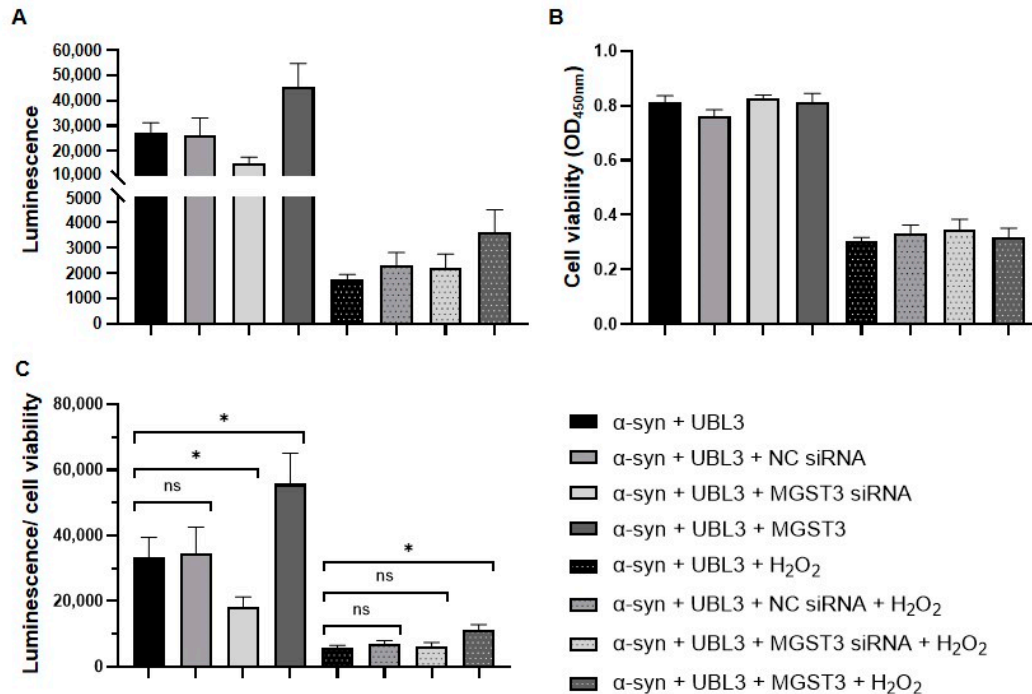 A
Luminescence
60,000
50,000
40,000
30,000
20,000
10,000
5000
4000
3000
2000
1000
0
B
Cell viability (OD450nm)
1.0
0.8
0.6
0.4
0.2
0.0
C
Luminescence/ cell viability
80,000
60,000
40,000
20,000
0
*
*
ns
*
ns
ns
α-syn + UBL3
α-syn + UBL3 + NC siRNA
α-syn + UBL3 + MGST3 siRNA
α-syn + UBL3 + MGST3
α-syn + UBL3 + H₂O₂
α-syn + UBL3 + NC siRNA + H₂O₂
α-syn + UBL3 + MGST3 siRNA + H₂O₂
α-syn + UBL3 + MGST3 + H₂O₂